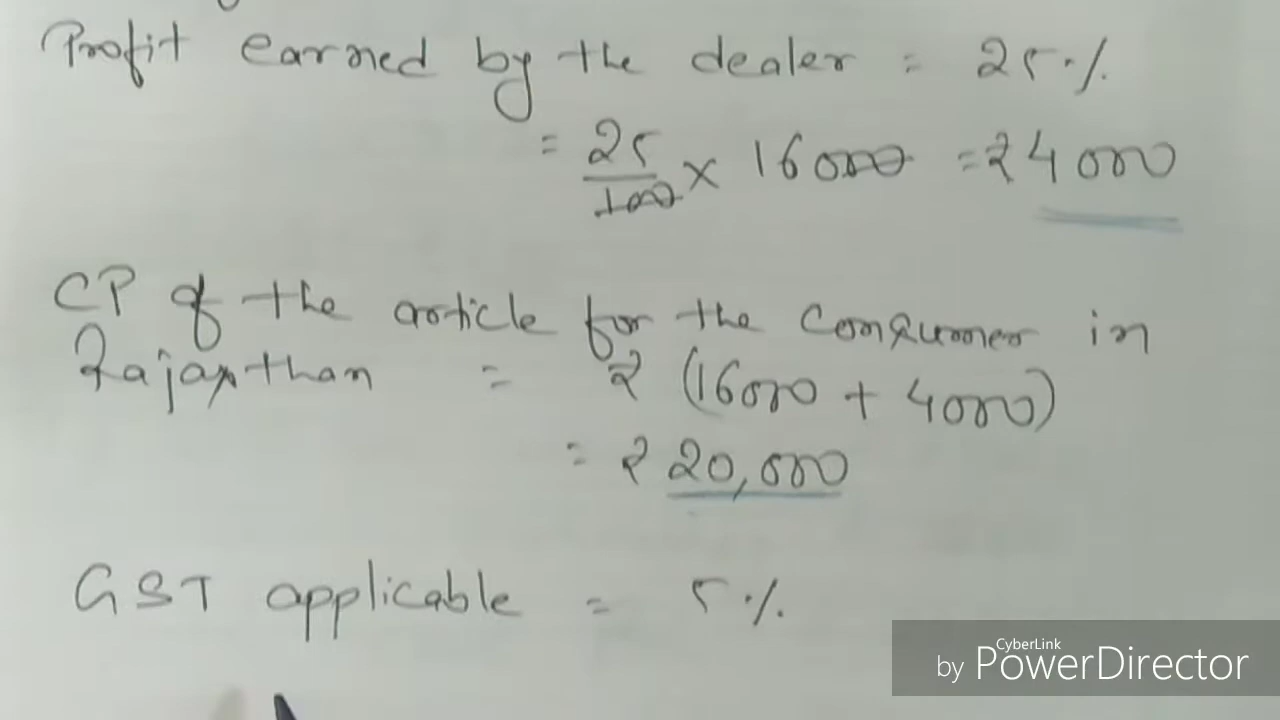 Profit earned by the dealer = 25%
= 25/100 × 16000 = ₹4000
CP of the article for the consumer in
Rajasthan = ₹ (16000 + 4000)
= ₹ 20,000
GST applicable = 5%
CyberLink
by PowerDirector